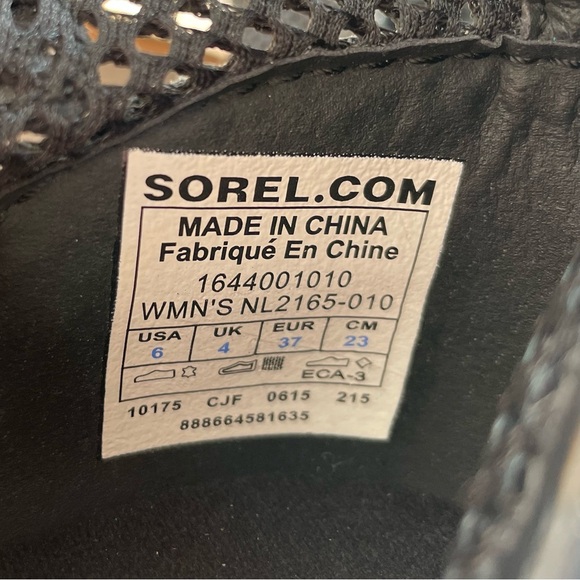 SOREL.COM
MADE IN CHINA
Fabriqué En Chine
1644001010
WMN'S NL2165-010
USA UK EUR CM
6 4 37 23
ECA-3
10175 CJF 0615 215
888664581635